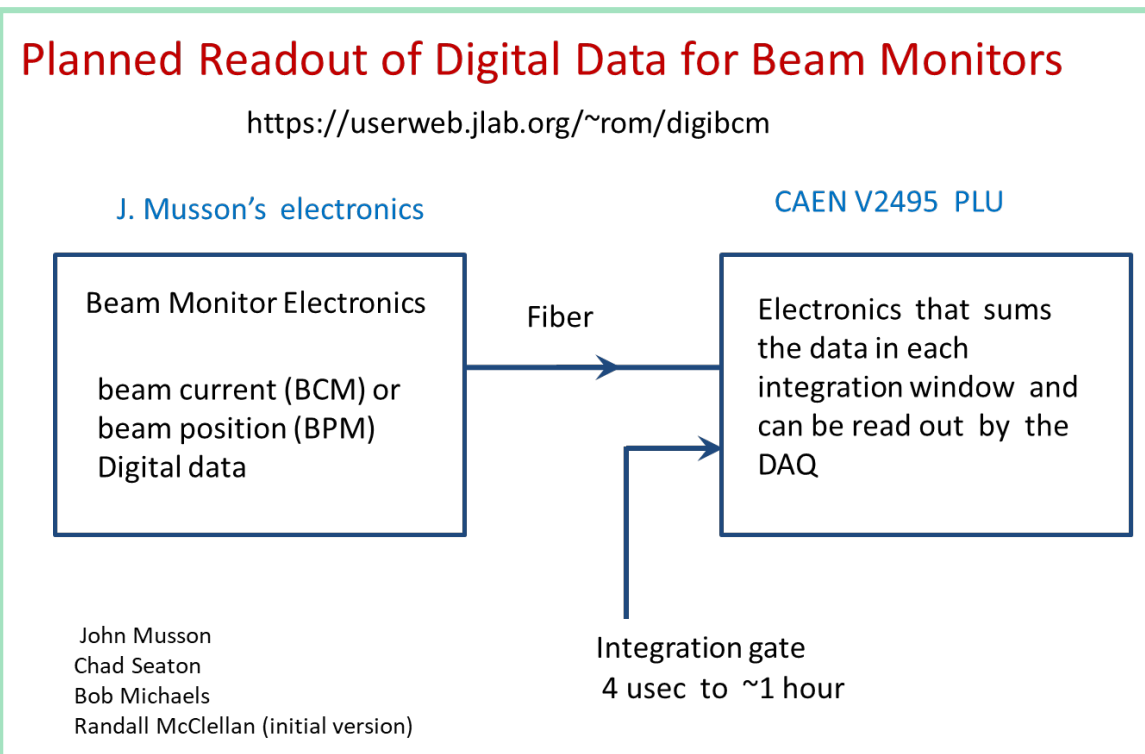 Planned Readout of Digital Data for Beam Monitors
https://userweb.jlab.org/~rom/digibcm
J. Musson's electronics
CAEN V2495 PLU
Beam Monitor Electronics
beam current (BCM) or
beam position (BPM)
Digital data
Fiber
Electronics that sums
the data in each
integration window and
can be read out by the
DAQ
Integration gate
4 usec to ~1 hour
John Musson
Chad Seaton
Bob Michaels
Randall McClellan (initial version)